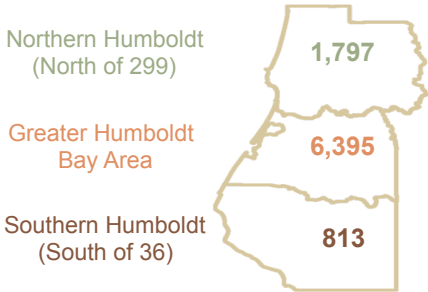 Northern Humboldt
(North of 299)
1,797
Greater Humboldt
Bay Area
6,395
Southern Humboldt
(South of 36)
813